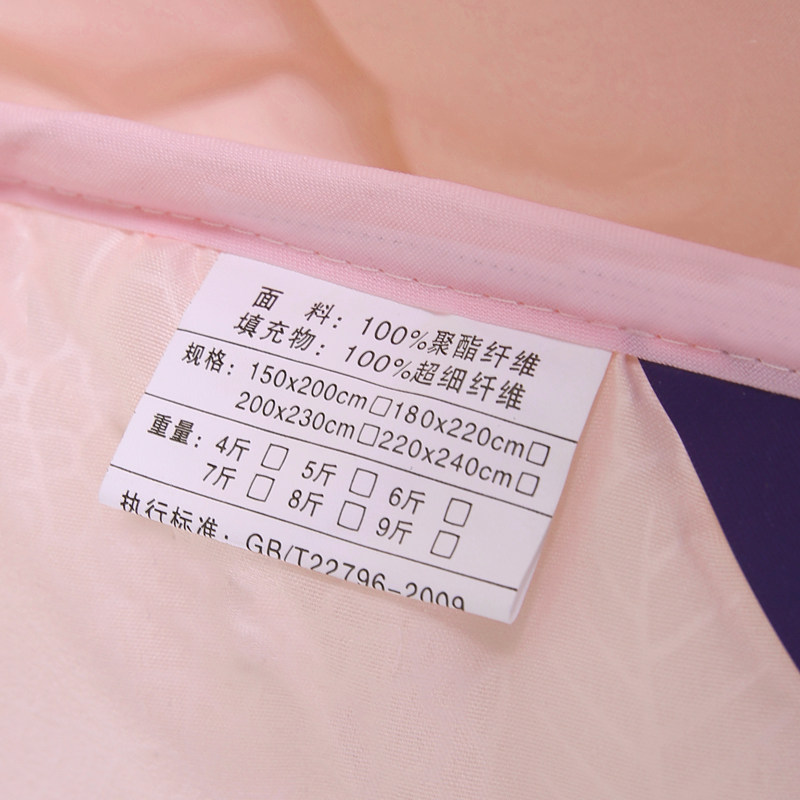 面 料：100%聚酯纤维
填充物：100%超细纤维
规格：150x200cm□180x220cm□
200x230cm□220x240cm□
重量：4斤□ 5斤□ 6斤□
7斤□ 8斤□ 9斤□
执行标准：GB/T22796-2009